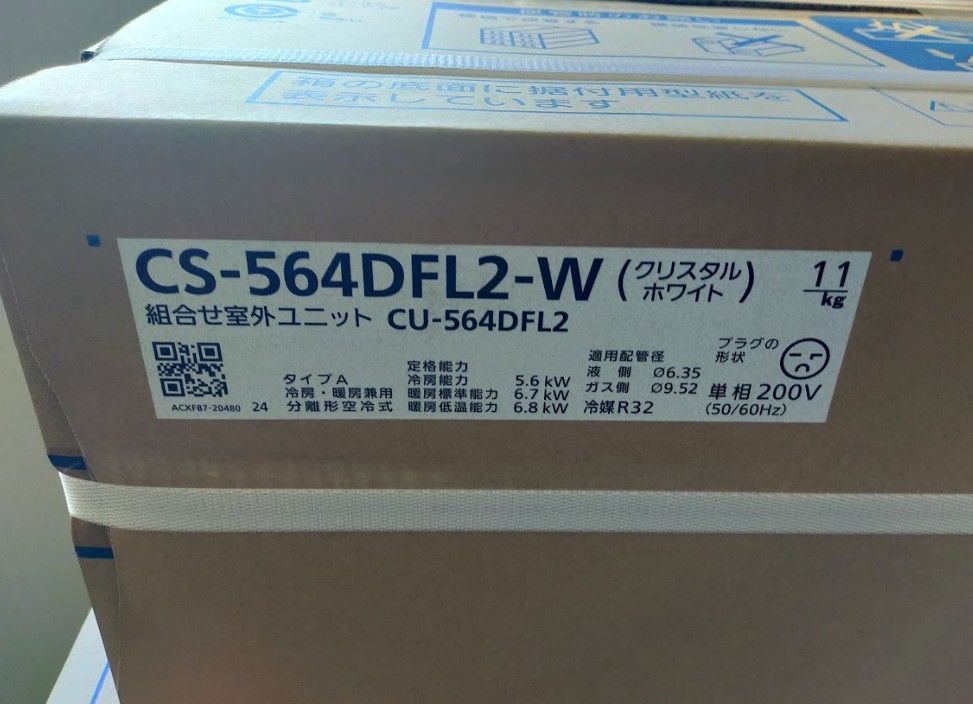 箱の底面に据付用型紙を
表示しています
CS-564DFL2-W (クリスタルホワイト) 11 kg
組合せ室外ユニット CU-564DFL2
ACXF87-20480 24
タイプA
冷房・暖房兼用
分離形空冷式
定格能力
冷房能力 5.6 kW
暖房標準能力 6.7 kW
暖房低温能力 6.8 kW
適用配管径
液 側 Ø6.35
ガス側 Ø9.52
冷媒R32
プラグの
形状
単相 200V
(50/60Hz)